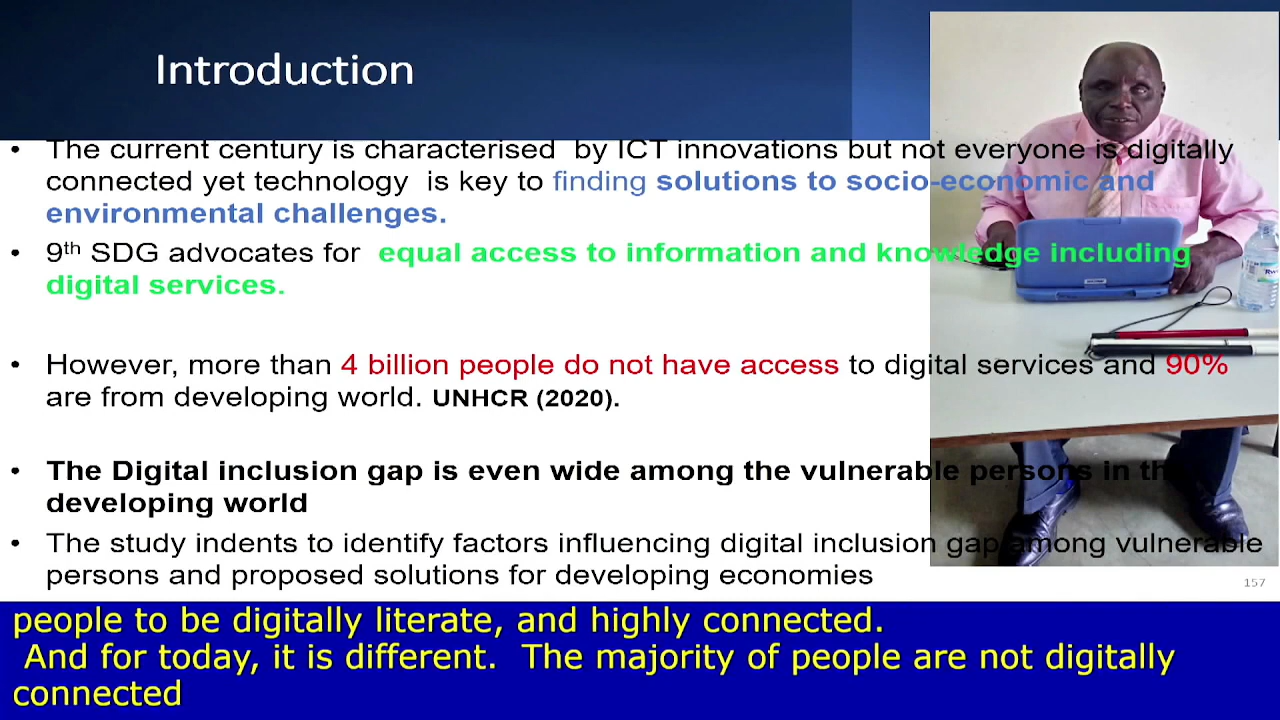 Introduction
• The current century is characterised by ICT innovations but not everyone is digitally
connected yet technology is key to finding solutions to socio-economic and
environmental challenges.
• 9th SDG advocates for equal access to information and knowledge including
digital services.
• However, more than 4 billion people do not have access to digital services and 90%
are from developing world. UNHCR (2020).
• The Digital inclusion gap is even wide among the vulnerable persons in the
developing world
• The study indents to identify factors influencing digital inclusion gap among vulnerable
persons and proposed solutions for developing economies
157
people to be digitally literate, and highly connected.
And for today, it is different. The majority of people are not digitally
connected